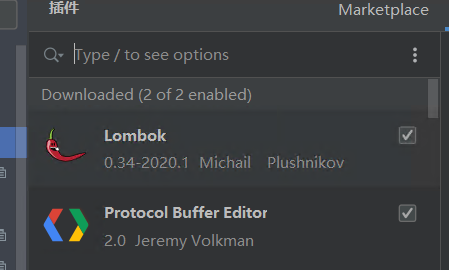 插件 Marketplace
Type / to see options
Downloaded (2 of 2 enabled)
Lombok
0.34-2020.1 Michail Plushnikov
Protocol Buffer Editor
2.0 Jeremy Volkman